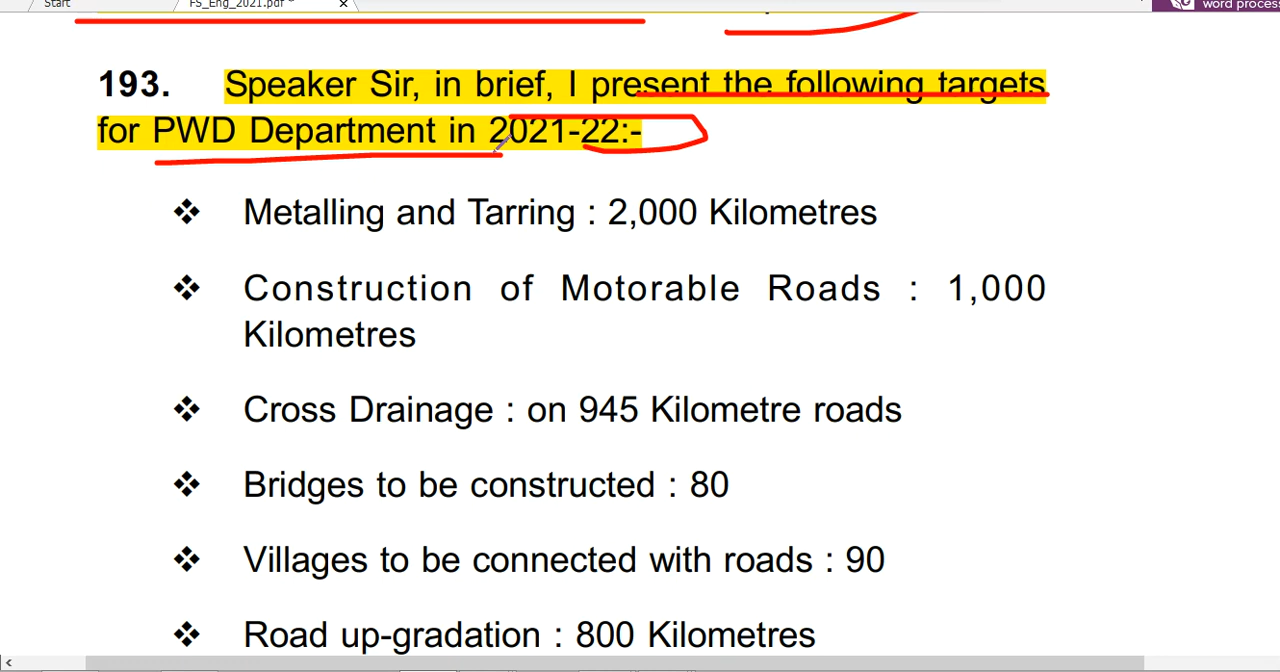 Start
FS_Eng_2021.pdf *
word process
193. Speaker Sir, in brief, I present the following targets
for PWD Department in 2021-22:-
❖ Metalling and Tarring : 2,000 Kilometres
❖ Construction of Motorable Roads : 1,000
Kilometres
❖ Cross Drainage : on 945 Kilometre roads
❖ Bridges to be constructed : 80
❖ Villages to be connected with roads : 90
❖ Road up-gradation : 800 Kilometres